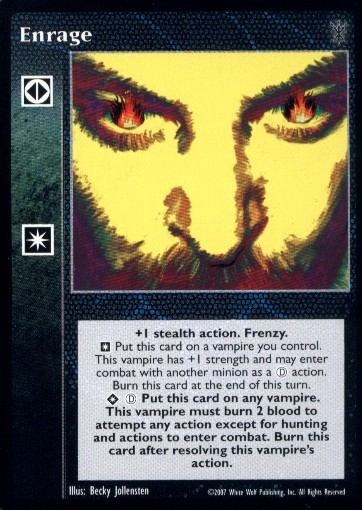 Enrage
+1 stealth action. Frenzy.
Put this card on a vampire you control.
This vampire has +1 strength and may enter
combat with another minion as a Ⓓ action.
Burn this card at the end of this turn.
Ⓓ Put this card on any vampire.
This vampire must burn 2 blood to
attempt any action except for hunting
and actions to enter combat. Burn this
card after resolving this vampire's
action.
Illus: Becky Jollensten
©2007 White Wolf Publishing, Inc. All Rights Reserved